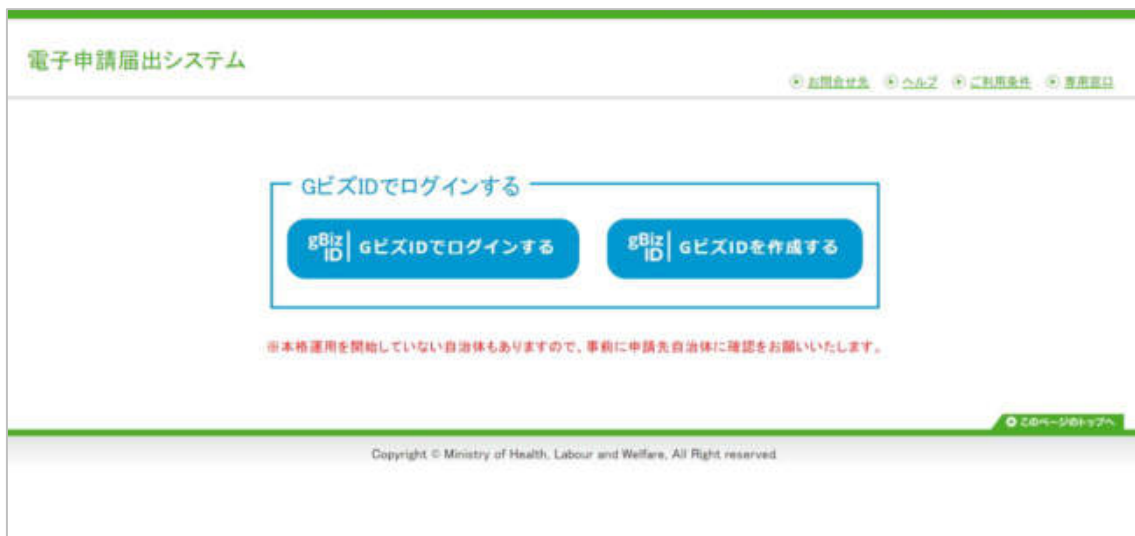 電子申請届出システム
お問合せ先 ヘルプ ご利用条件 専用窓口
GビズIDでログインする
gBiz ID GビズIDでログインする gBiz ID GビズIDを作成する
※本格運用を開始していない自治体もありますので、事前に申請先自治体に確認をお願いいたします。
このページのトップへ
Copyright © Ministry of Health, Labour and Welfare, All Right reserved